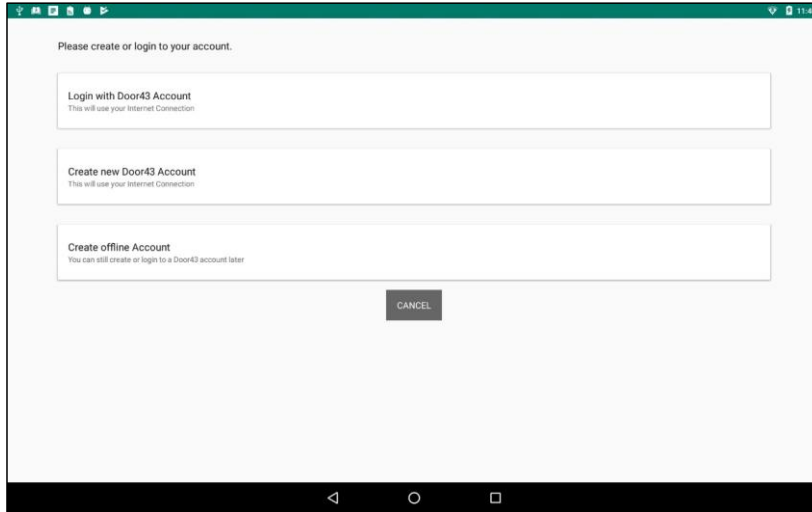 11:4
Please create or login to your account.
Login with Door43 Account
This will use your Internet Connection
Create new Door43 Account
This will use your Internet Connection
Create offline Account
You can still create or login to a Door43 account later
CANCEL